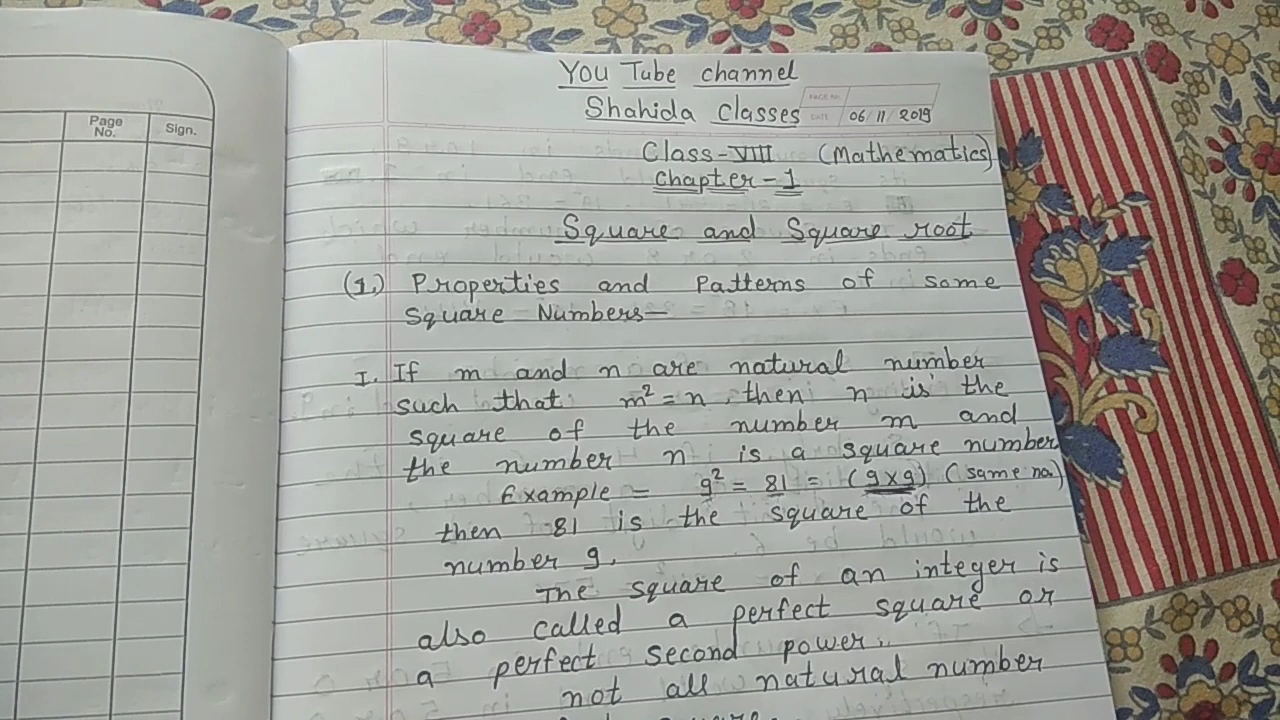 Page
No.
Sign.
You Tube channel
Shahida Classes
PAGE No.
DATE 06/11/2019
Class-VIII (Mathematics)
Chapter-1
Square and Square root
(1.) Properties and Patterns of some
Square Numbers—
I. If m and n are natural number
such that m² = n, then n is the
square of the number m and
the number n is a square number
Example = 9² = 81 = (9×9) (same no.)
then 81 is the square of the
number 9.
The square of an integer is
also called a perfect square or
a perfect second power.
not all natural number